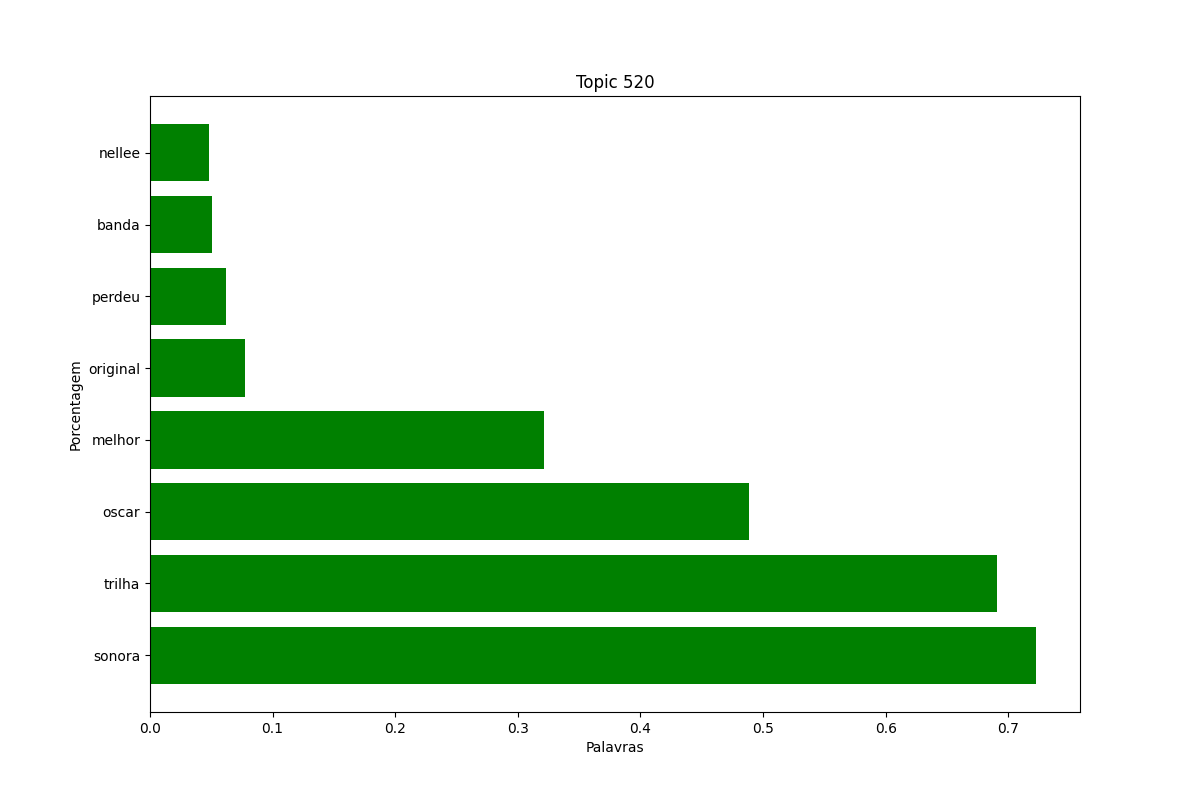 Topic 520
nellee
banda
perdeu
original
melhor
oscar
trilha
sonora
Porcentagem
0.0 0.1 0.2 0.3 0.4 0.5 0.6 0.7
Palavras